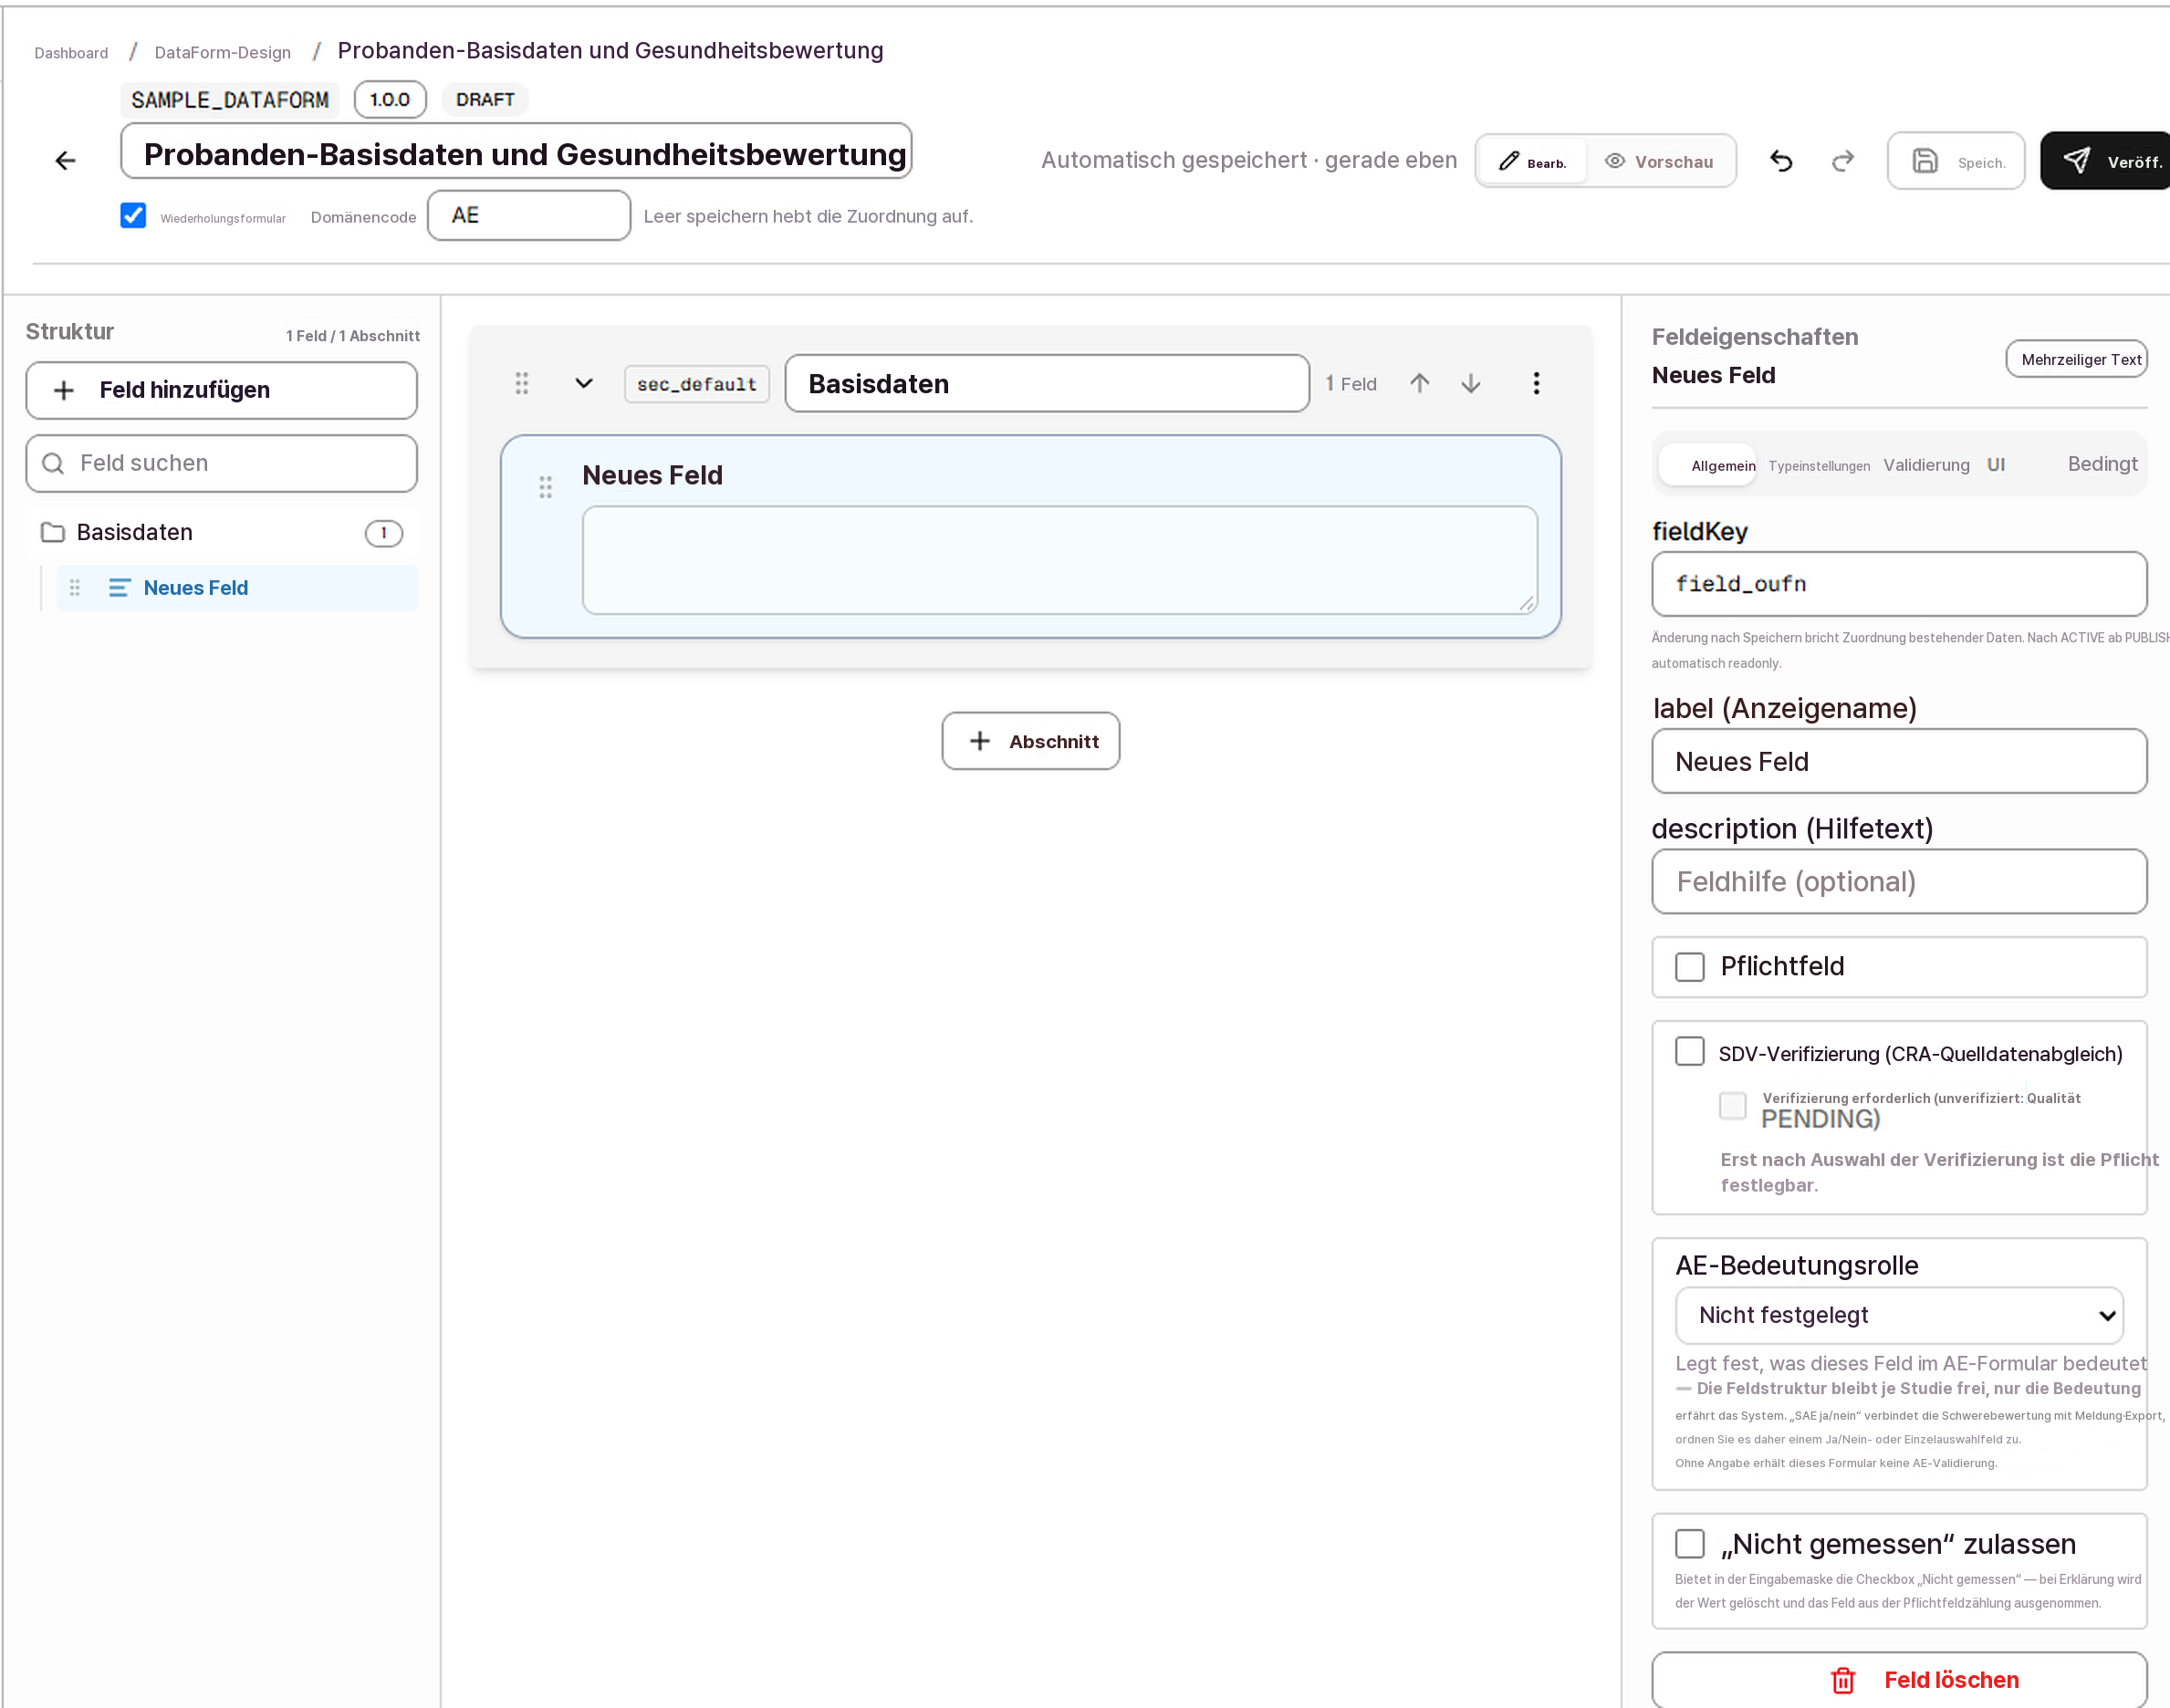 Dashboard / DataForm-Design / Probanden-Basisdaten und Gesundheitsbewertung
SAMPLE_DATAFORM 1.0.0 DRAFT
Probanden-Basisdaten und Gesundheitsbewertung
Automatisch gespeichert · gerade eben Bearb. Vorschau Speich. Veröff.
Wiederholungsformular Domänencode AE Leer speichern hebt die Zuordnung auf.
Struktur 1 Feld / 1 Abschnitt
Feld hinzufügen
Feld suchen
Basisdaten 1
Neues Feld
sec_default Basisdaten 1 Feld
Neues Feld
Abschnitt
Feldeigenschaften
Neues Feld
Mehrzeiliger Text
Allgemein Typeinstellungen Validierung UI Bedingt
fieldKey
field_oufn
Änderung nach Speichern bricht Zuordnung bestehender Daten. Nach ACTIVE ab PUBLISH
automatisch readonly.
label (Anzeigename)
Neues Feld
description (Hilfetext)
Feldhilfe (optional)
Pflichtfeld
SDV-Verifizierung (CRA-Quelldatenabgleich)
Verifizierung erforderlich (unverifiziert: Qualität
PENDING)
Erst nach Auswahl der Verifizierung ist die Pflicht
festlegbar.
AE-Bedeutungsrolle
Nicht festgelegt
Legt fest, was dieses Feld im AE-Formular bedeutet
— Die Feldstruktur bleibt je Studie frei, nur die Bedeutung
erfährt das System. „SAE ja/nein“ verbindet die Schwerebewertung mit Meldung-Export,
ordnen Sie es daher einem Ja/Nein- oder Einzelauswahlfeld zu.
Ohne Angabe erhält dieses Formular keine AE-Validierung.
„Nicht gemessen“ zulassen
Bietet in der Eingabemaske die Checkbox „Nicht gemessen“ — bei Erklärung wird
der Wert gelöscht und das Feld aus der Pflichtfeldzählung ausgenommen.
Feld löschen